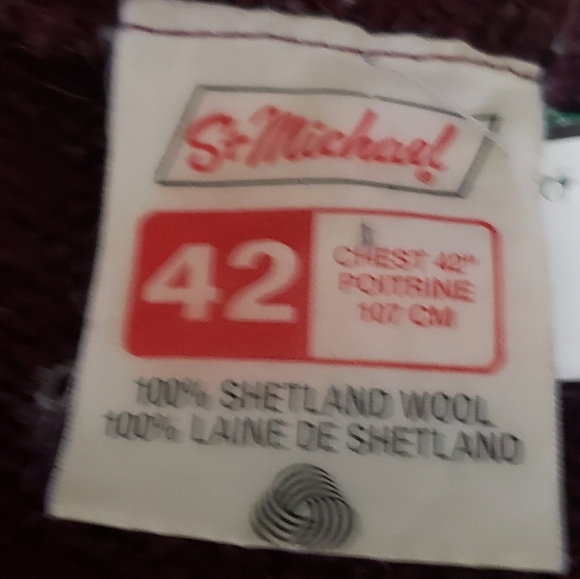 St Michael
42
CHEST 42"
POITRINE
107 CM
100% SHETLAND WOOL
100% LAINE DE SHETLAND